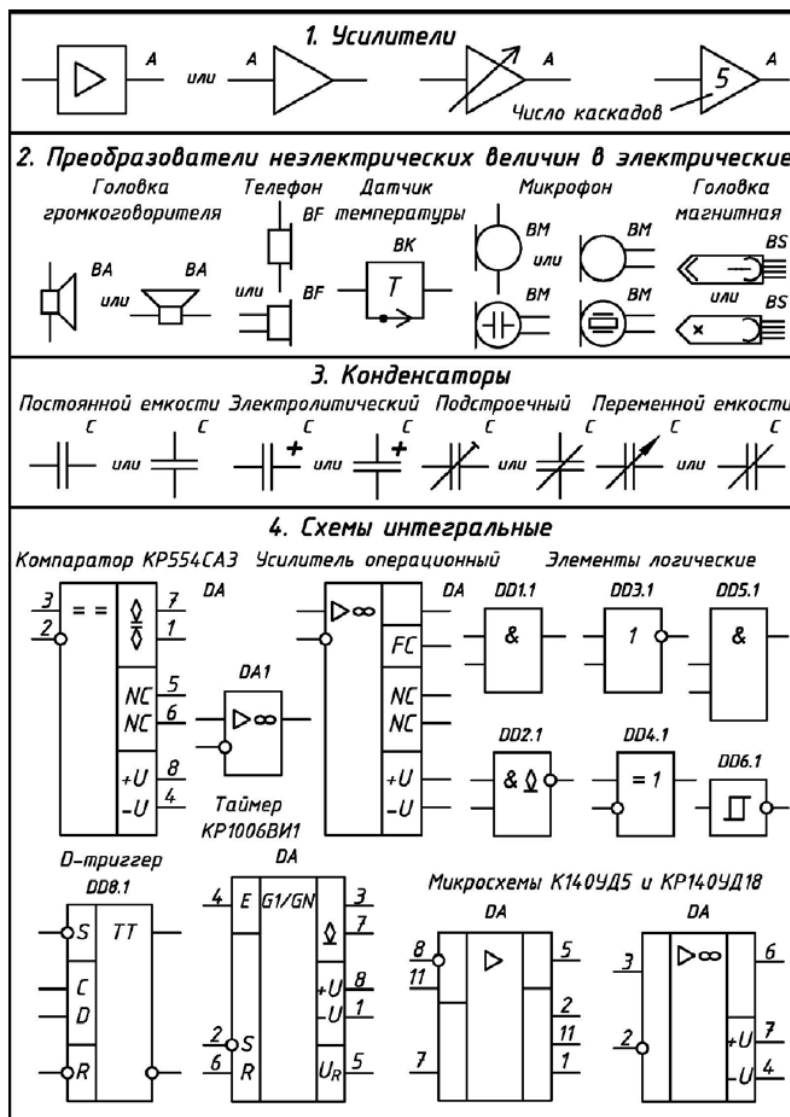 1. Усилители
А или А А 5 А
Число каскадов
2. Преобразователи неэлектрических величин в электрические
Головка Телефон Датчик Микрофон Головка
громкоговорителя температуры магнитная
BF BM BM
BA или BA BK или BS
или BF T BM BM или BS
3. Конденсаторы
Постоянной емкости Электролитический Подстроечный Переменной емкости
C C C C C C C C
или + или + или или
4. Схемы интегральные
Компаратор КР554СА3 Усилитель операционный Элементы логические
3 = = 7 DA ▷∞ DA DD1.1 DD3.1 DD5.1
2 1 FC & 1 &
NC 5 DA1 NC
NC 6 ▷∞ NC DD2.1 DD4.1 DD6.1
+U 8 +U & = 1
-U 4 -U
Таймер
КР1006ВИ1
D-триггер
DD8.1 DA Микросхемы К140УД5 и КР140УД18
S TT 4 E G1/GN 3 DA DA
7 8 ▷ 5 3 ▷∞ 6
C +U 8 11
D -U 1 2
2 S 11 2 +U 7
R 6 R UR 5 7 1 -U 4